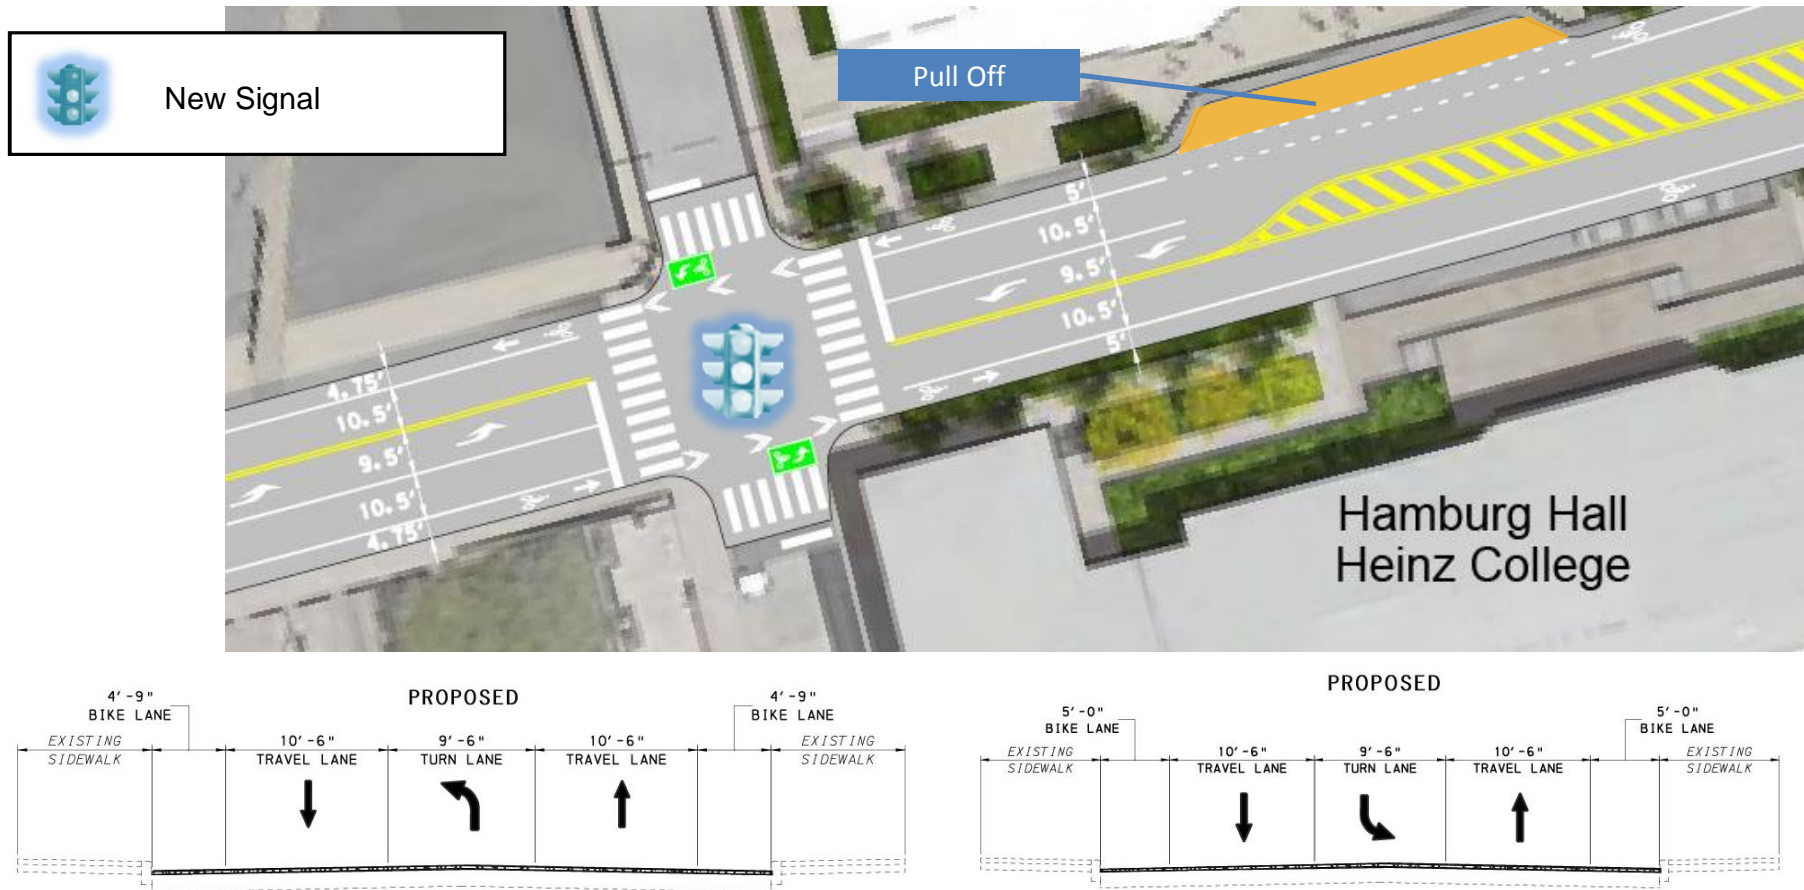 New Signal
Pull Off
5'
10.5'
9.5'
10.5'
5'
4.75'
10.5'
9.5'
10.5'
4.75'
Hamburg Hall
Heinz College
PROPOSED
4'-9"
BIKE LANE
4'-9"
BIKE LANE
EXISTING
SIDEWALK
10'-6"
TRAVEL LANE
9'-6"
TURN LANE
10'-6"
TRAVEL LANE
EXISTING
SIDEWALK
PROPOSED
5'-0"
BIKE LANE
5'-0"
BIKE LANE
EXISTING
SIDEWALK
10'-6"
TRAVEL LANE
9'-6"
TURN LANE
10'-6"
TRAVEL LANE
EXISTING
SIDEWALK